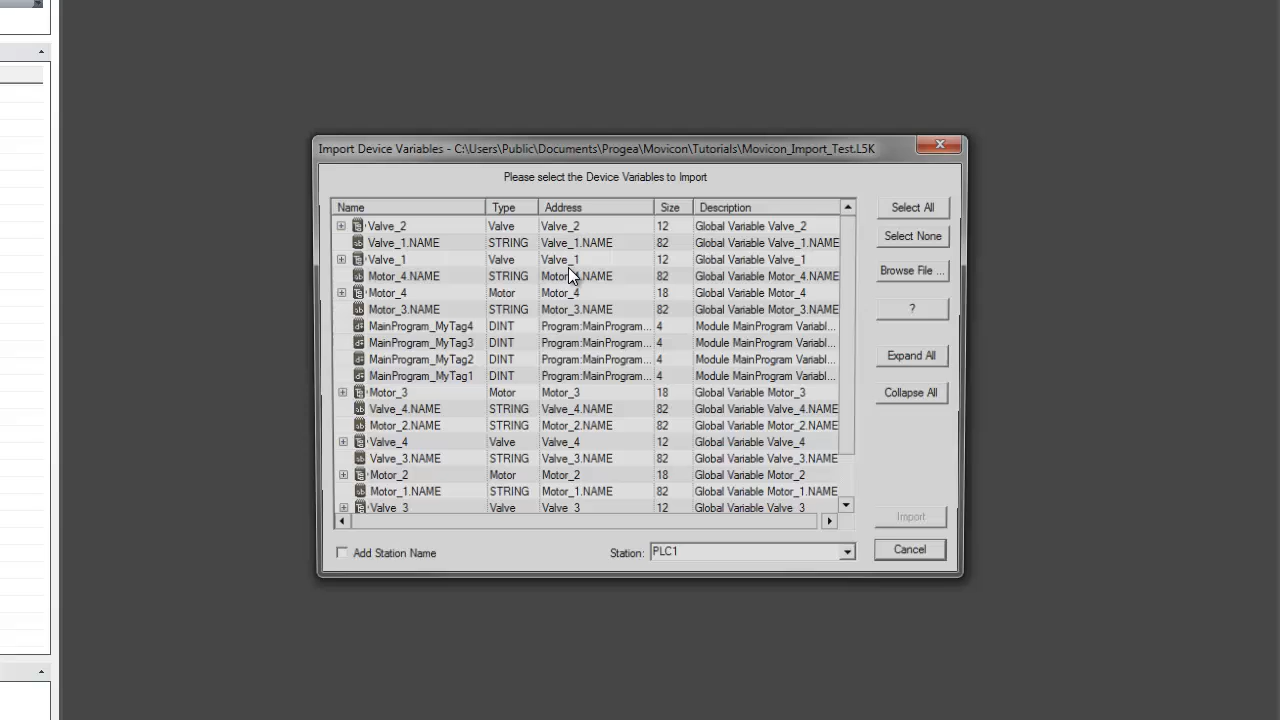 Import Device Variables - C:\Users\Public\Documents\Progea\Movicon\Tutorials\Movicon_Import_Test.L5K
Please select the Device Variables to Import
Name Type Address Size Description
Valve_2 Valve Valve_2 12 Global Variable Valve_2
Valve_1.NAME STRING Valve_1.NAME 82 Global Variable Valve_1.NAME
Valve_1 Valve Valve_1 12 Global Variable Valve_1
Motor_4.NAME STRING Motor_4.NAME 82 Global Variable Motor_4.NAME
Motor_4 Motor Motor_4 18 Global Variable Motor_4
Motor_3.NAME STRING Motor_3.NAME 82 Global Variable Motor_3.NAME
MainProgram_MyTag4 DINT Program:MainProgram... 4 Module MainProgram Variabl...
MainProgram_MyTag3 DINT Program:MainProgram... 4 Module MainProgram Variabl...
MainProgram_MyTag2 DINT Program:MainProgram... 4 Module MainProgram Variabl...
MainProgram_MyTag1 DINT Program:MainProgram... 4 Module MainProgram Variabl...
Motor_3 Motor Motor_3 18 Global Variable Motor_3
Valve_4.NAME STRING Valve_4.NAME 82 Global Variable Valve_4.NAME
Motor_2.NAME STRING Motor_2.NAME 82 Global Variable Motor_2.NAME
Valve_4 Valve Valve_4 12 Global Variable Valve_4
Valve_3.NAME STRING Valve_3.NAME 82 Global Variable Valve_3.NAME
Motor_2 Motor Motor_2 18 Global Variable Motor_2
Motor_1.NAME STRING Motor_1.NAME 82 Global Variable Motor_1.NAME
Valve_3 Valve Valve_3 12 Global Variable Valve_3
Select All
Select None
Browse File ...
?
Expand All
Collapse All
Import
Add Station Name
Station: PLC1
Cancel